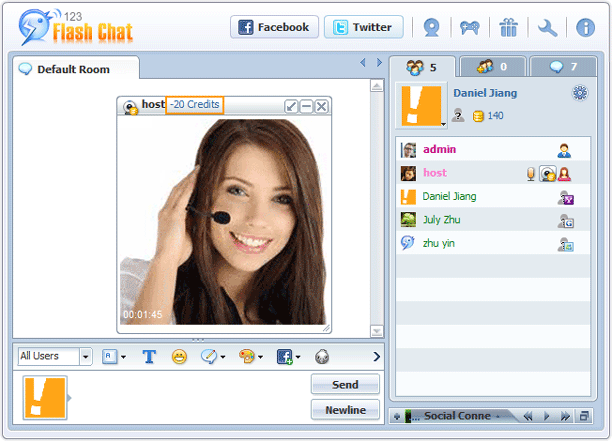 123
Flash Chat
Facebook
Twitter
Default Room
5
0
7
host -20 Credits
Daniel Jiang
140
admin
host
Daniel Jiang
July Zhu
zhu yin
00:01:45
All Users
Send
Newline
Social Conne -